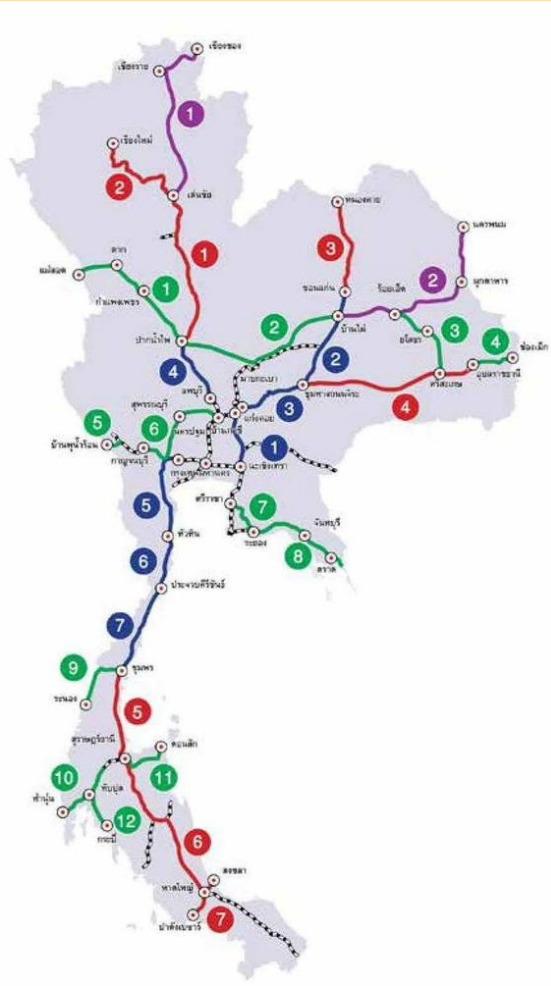 เชียงของ
เชียงราย
1
เชียงใหม่
2
เด่นชัย
หนองคาย
นครพนม
1
3
ตาก
แม่สอด
ขอนแก่น
ร้อยเอ็ด
2
มุกดาหาร
1
กำแพงเพชร
2
บ้านไผ่
ยโสธร
3
4
ช่องเม็ก
ปากน้ำโพ
2
อุบลราชธานี
4
มาบกะเบา
ศรีสะเกษ
ลพบุรี
3
ชุมทางถนนจิระ
4
สุพรรณบุรี
แก่งคอย
5
6
นครปฐม
บ้านภาชี
บ้านพุน้ำร้อน
1
กาญจนบุรี
กรุงเทพมหานคร
ฉะเชิงเทรา
5
ศรีราชา
7
จันทบุรี
หัวหิน
ระยอง
6
8
ตราด
ประจวบคีรีขันธ์
7
9
ชุมพร
ระนอง
5
สุราษฎร์ธานี
ดอนสัก
10
11
ทับปุด
ท่านุ่น
12
กระบี่
6
สงขลา
หาดใหญ่
7
ปาดังเบซาร์